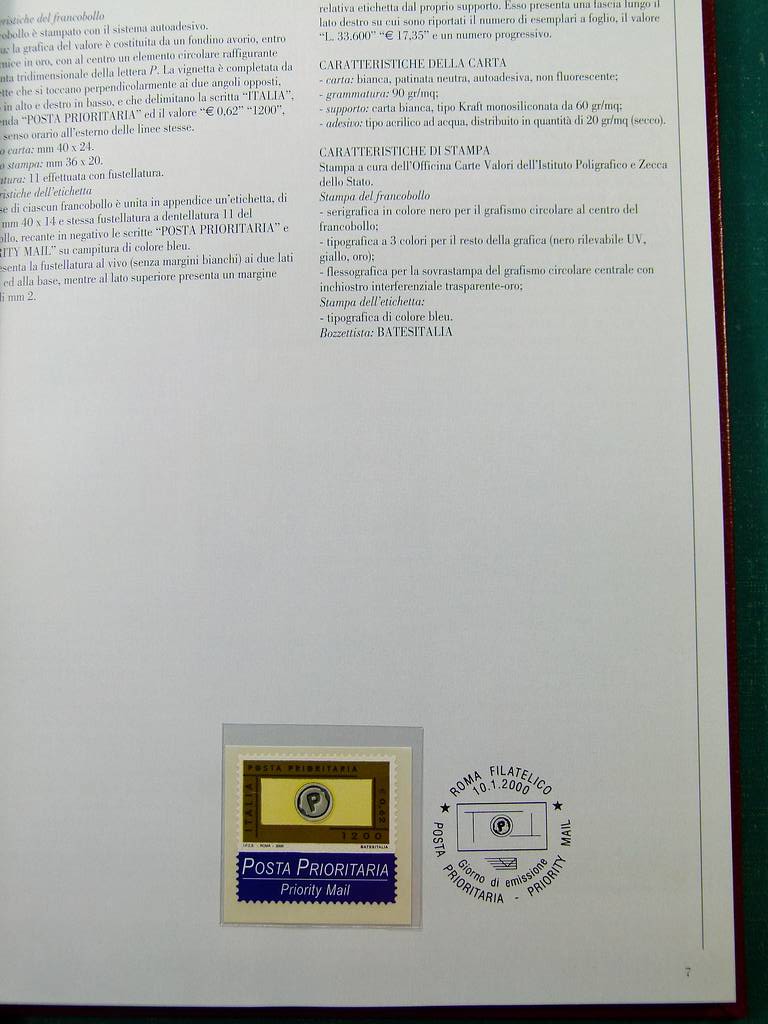 ristiche del francobollo
obollo è stampato con il sistema autoadesivo.
la grafica del valore è costituita da un fondino avorio, entro
nice in oro, con al centro un elemento circolare raffigurante
nta tridimensionale della lettera P. La vignetta è completata da
tte che si toccano perpendicolarmente ai due angoli opposti,
in alto e destro in basso, e che delimitano la scritta “ITALIA”,
nda “POSTA PRIORITARIA” ed il valore “€ 0,62” “1200”,
senso orario all'esterno delle linee stesse.
o carta: mm 40 x 24.
o stampa: mm 36 x 20.
atura: 11 effettuata con fustellatura.
ristiche dell'etichetta
se di ciascun francobollo è unita in appendice un'etichetta, di
mm 40 x 14 e stessa fustellatura a dentellatura 11 del
ollo, recante in negativo le scritte “POSTA PRIORITARIA” e
ITY MAIL” su campitura di colore bleu.
senta la fustellatura al vivo (senza margini bianchi) ai due lati
ed alla base, mentre al lato superiore presenta un margine
i mm 2.
relativa etichetta dal proprio supporto. Esso presenta una fascia lungo il
lato destro su cui sono riportati il numero di esemplari a foglio, il valore
“L. 33.600” “€ 17,35” e un numero progressivo.
CARATTERISTICHE DELLA CARTA
- carta: bianca, patinata neutra, autoadesiva, non fluorescente;
- grammatura: 90 gr/mq;
- supporto: carta bianca, tipo Kraft monosiliconata da 60 gr/mq;
- adesivo: tipo acrilico ad acqua, distribuito in quantità di 20 gr/mq (secco).
CARATTERISTICHE DI STAMPA
Stampa a cura dell'Officina Carte Valori dell'Istituto Poligrafico e Zecca
dello Stato.
Stampa del francobollo
- serigrafica in colore nero per il grafismo circolare al centro del
francobollo;
- tipografica a 3 colori per il resto della grafica (nero rilevabile UV,
giallo, oro);
- flessografica per la sovrastampa del grafismo circolare centrale con
inchiostro interferenziale trasparente-oro;
Stampa dell'etichetta:
- tipografica di colore bleu.
Bozzettista: BATESITALIA
POSTA PRIORITARIA
ITALIA
P
€ 0,62
1200
I.P.Z.S. - ROMA - 2000
BATESITALIA
POSTA PRIORITARIA
Priority Mail
ROMA FILATELICO
10.1.2000
P
Giorno di emissione
POSTA PRIORITARIA - PRIORITY MAIL
7